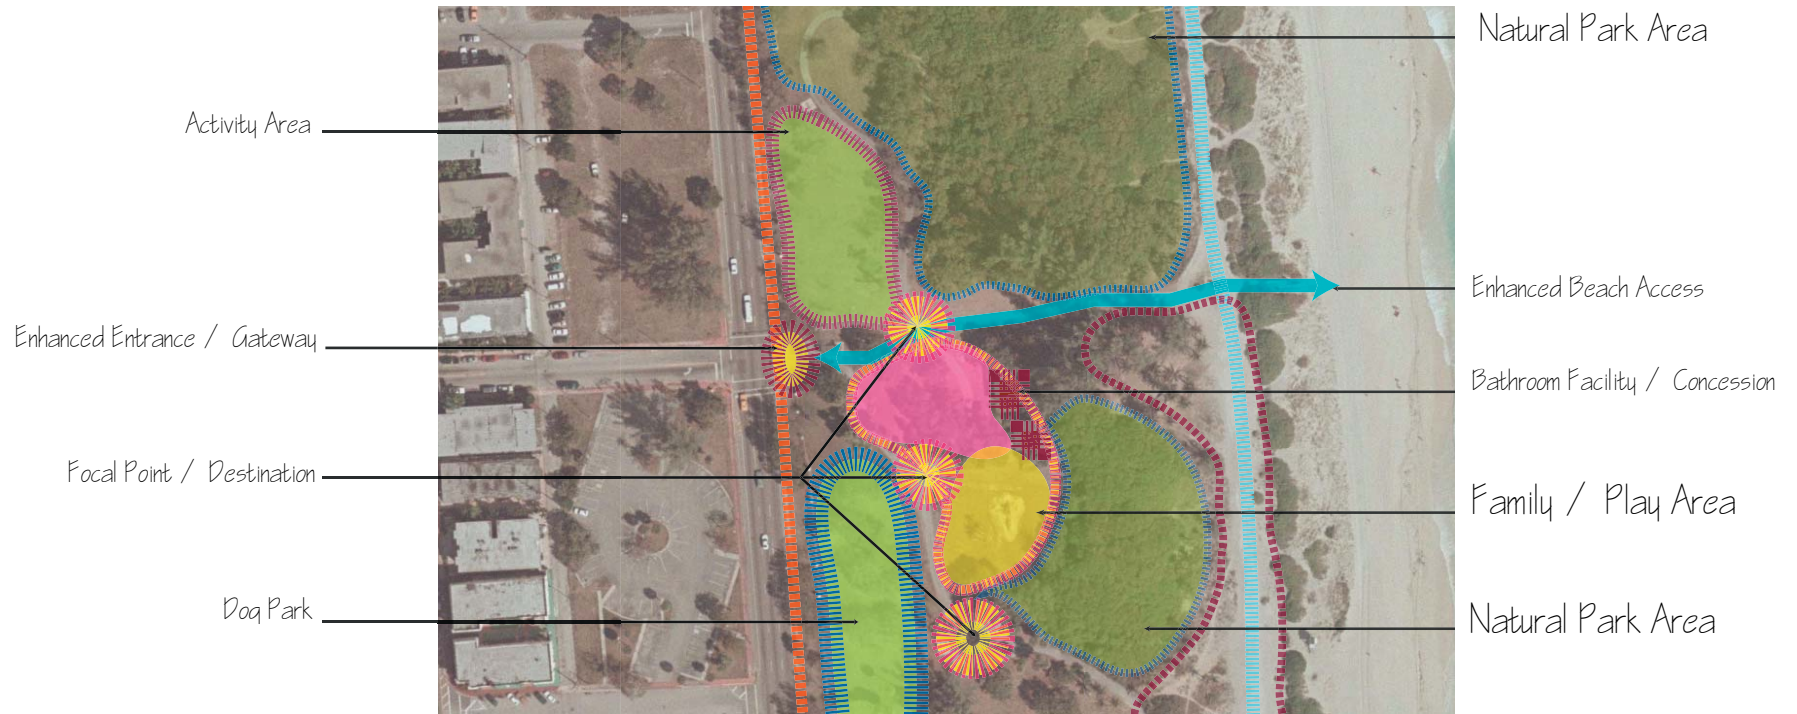 Natural Park Area
Activity Area
Enhanced Beach Access
Enhanced Entrance / Gateway
Bathroom Facility / Concession
Focal Point / Destination
Family / Play Area
Dog Park
Natural Park Area